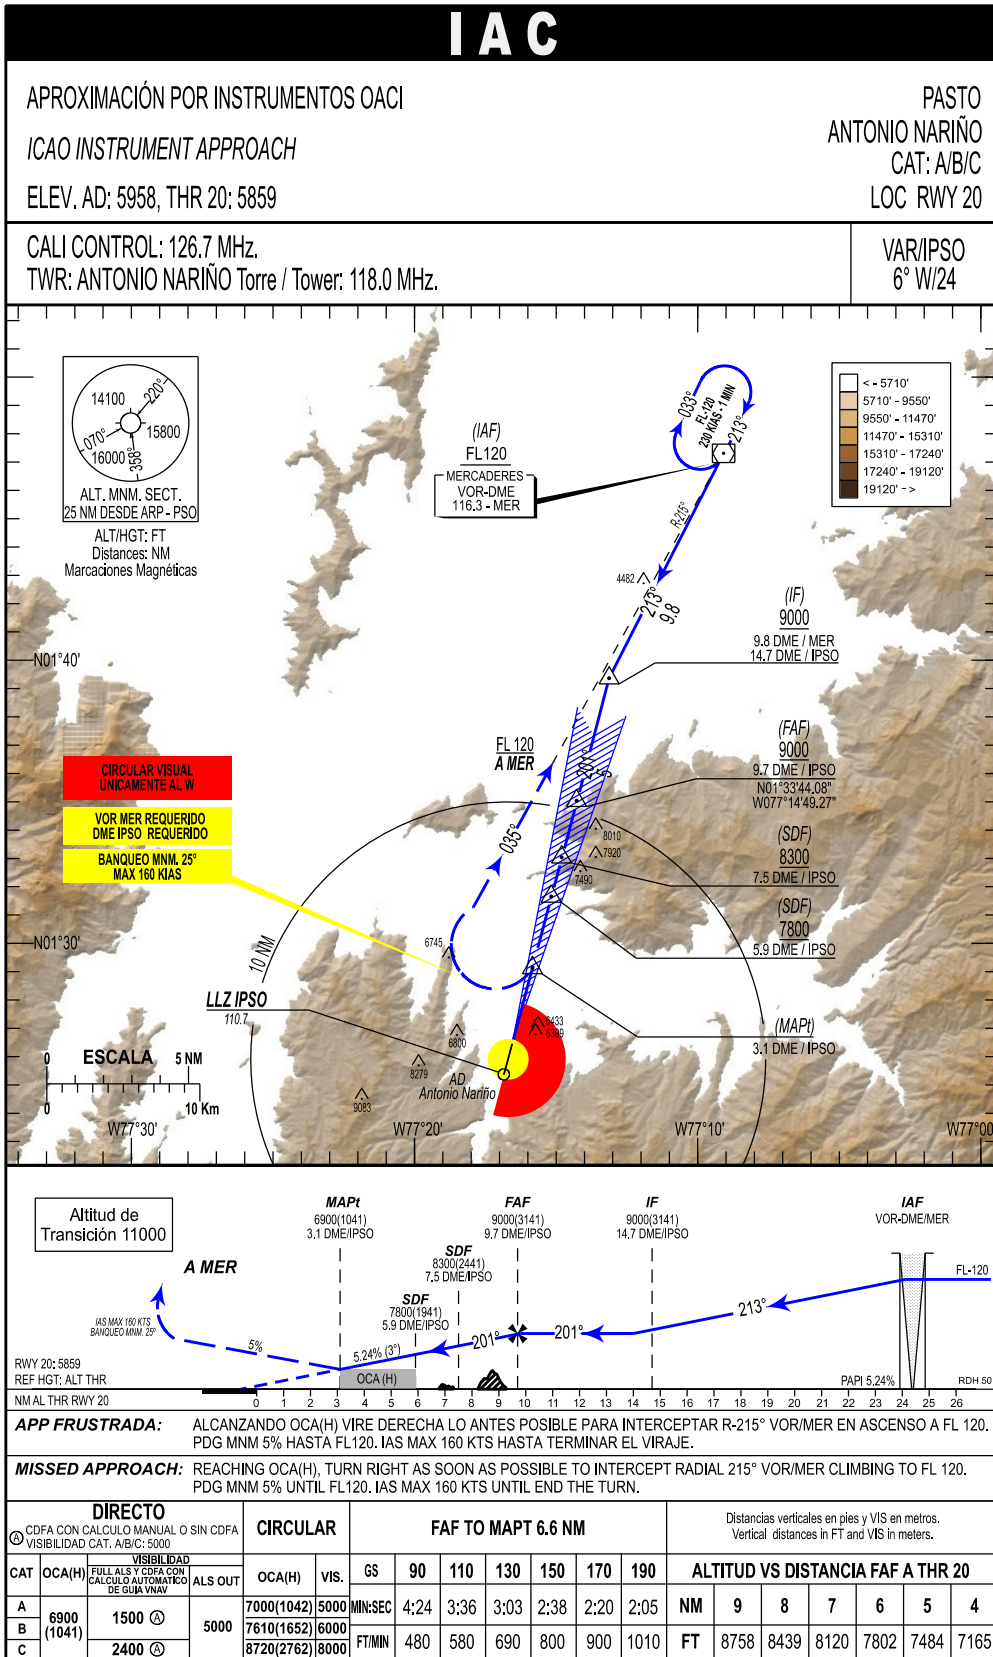 IAC
APROXIMACIÓN POR INSTRUMENTOS OACI
ICAO INSTRUMENT APPROACH
ELEV. AD: 5958, THR 20: 5859
PASTO
ANTONIO NARIÑO
CAT: A/B/C
LOC RWY 20
CALI CONTROL: 126.7 MHz.
TWR: ANTONIO NARIÑO Torre / Tower: 118.0 MHz.
VAR/IPSO
6° W/24
14100
220°
15800
070°
16000
358°
ALT. MNM. SECT.
25 NM DESDE ARP - PSO
ALT/HGT: FT
Distances: NM
Marcaciones Magnéticas
(IAF)
FL120
MERCADERES
VOR-DME
116.3 - MER
033°
FL-120
230 KIAS - 1 MIN
213°
< - 5710'
5710' - 9550'
9550' - 11470'
11470' - 15310'
15310' - 17240'
17240' - 19120'
19120' - >
R-215°
4482
213°
9.8
(IF)
9000
9.8 DME / MER
14.7 DME / IPSO
N01°40'
FL 120
A MER
201°
5
(FAF)
9000
9.7 DME / IPSO
N01°33'44.08"
W077°14'49.27"
CIRCULAR VISUAL
ÚNICAMENTE AL W
VOR MER REQUERIDO
DME IPSO REQUERIDO
BANQUEO MNM. 25°
MAX 160 KIAS
035°
8010
7920
7490
(SDF)
8300
7.5 DME / IPSO
(SDF)
7800
5.9 DME / IPSO
N01°30'
10 NM
6745
LLZ IPSO
110.7
6800
8279
9083
6433
6399
(MAPt)
3.1 DME / IPSO
AD
Antonio Nariño
ESCALA
0
5 NM
0
10 Km
W77°30'
W77°20'
W77°10'
W77°00'
Altitud de
Transición 11000
A MER
IAS MAX 160 KTS
BANQUEO MNM. 25°
MAPt
6900(1041)
3.1 DME/IPSO
SDF
7800(1941)
5.9 DME/IPSO
SDF
8300(2441)
7.5 DME/IPSO
FAF
9000(3141)
9.7 DME/IPSO
IF
9000(3141)
14.7 DME/IPSO
IAF
VOR-DME/MER
FL-120
213°
201°
201°
5.24% (3°)
5%
OCA (H)
PAPI 5.24%
RDH 50
RWY 20: 5859
REF HGT: ALT THR
NM AL THR RWY 20
0 1 2 3 4 5 6 7 8 9 10 11 12 13 14 15 16 17 18 19 20 21 22 23 24 25 26
APP FRUSTRADA: ALCANZANDO OCA(H) VIRE DERECHA LO ANTES POSIBLE PARA INTERCEPTAR R-215° VOR/MER EN ASCENSO A FL 120.
PDG MNM 5% HASTA FL120. IAS MAX 160 KTS HASTA TERMINAR EL VIRAJE.
MISSED APPROACH: REACHING OCA(H), TURN RIGHT AS SOON AS POSSIBLE TO INTERCEPT RADIAL 215° VOR/MER CLIMBING TO FL 120.
PDG MNM 5% UNTIL FL120. IAS MAX 160 KTS UNTIL END THE TURN.
DIRECTO
Ⓐ CDFA CON CALCULO MANUAL O SIN CDFA
VISIBILIDAD CAT. A/B/C: 5000
CIRCULAR
FAF TO MAPT 6.6 NM
Distancias verticales en pies y VIS en metros.
Vertical distances in FT and VIS in meters.
CAT
OCA(H)
VISIBILIDAD
FULL ALS Y CDFA CON
CALCULO AUTOMATICO
DE GUIA VNAV
ALS OUT
OCA(H)
VIS.
GS 90 110 130 150 170 190
ALTITUD VS DISTANCIA FAF A THR 20
A
B
C
6900
(1041)
1500 Ⓐ
2400 Ⓐ
5000
7000(1042) 5000
7610(1652) 6000
8720(2762) 8000
MIN:SEC 4:24 3:36 3:03 2:38 2:20 2:05
FT/MIN 480 580 690 800 900 1010
NM 9 8 7 6 5 4
FT 8758 8439 8120 7802 7484 7165